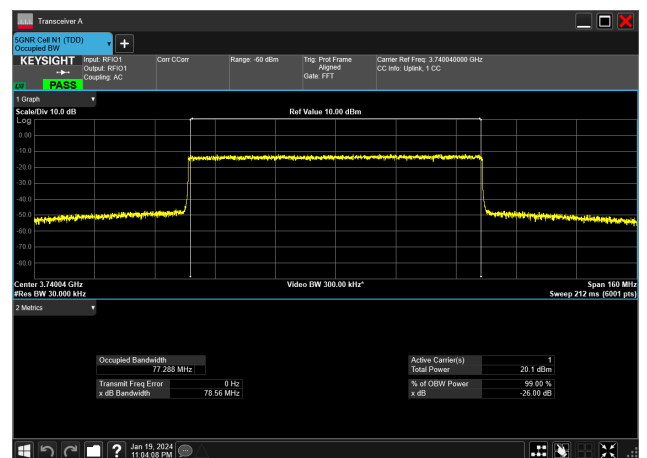 Transceiver A
5GNR Cell N1 (TDD)
Occupied BW
KEYSIGHT
LV
PASS
Input: RFIO1
Output: RFIO1
Coupling: AC
Corr CCorr
Range: -60 dBm
Trig: Prot Frame
Aligned
Gate: FFT
Carrier Ref Freq: 3.740040000 GHz
CC Info: Uplink, 1 CC
1 Graph
Scale/Div 10.0 dB
Ref Value 10.00 dBm
Log
0.00
-10.0
-20.0
-30.0
-40.0
-50.0
-60.0
-70.0
-80.0
Center 3.74004 GHz
Video BW 300.00 kHz*
Span 160 MHz
#Res BW 30.000 kHz
Sweep 212 ms (6001 pts)
2 Metrics
Occupied Bandwidth
77.288 MHz
Transmit Freq Error 0 Hz
x dB Bandwidth 78.56 MHz
Active Carrier(s) 1
Total Power 20.1 dBm
% of OBW Power 99.00 %
x dB -26.00 dB
?
Jan 19, 2024
11:04:08 PM